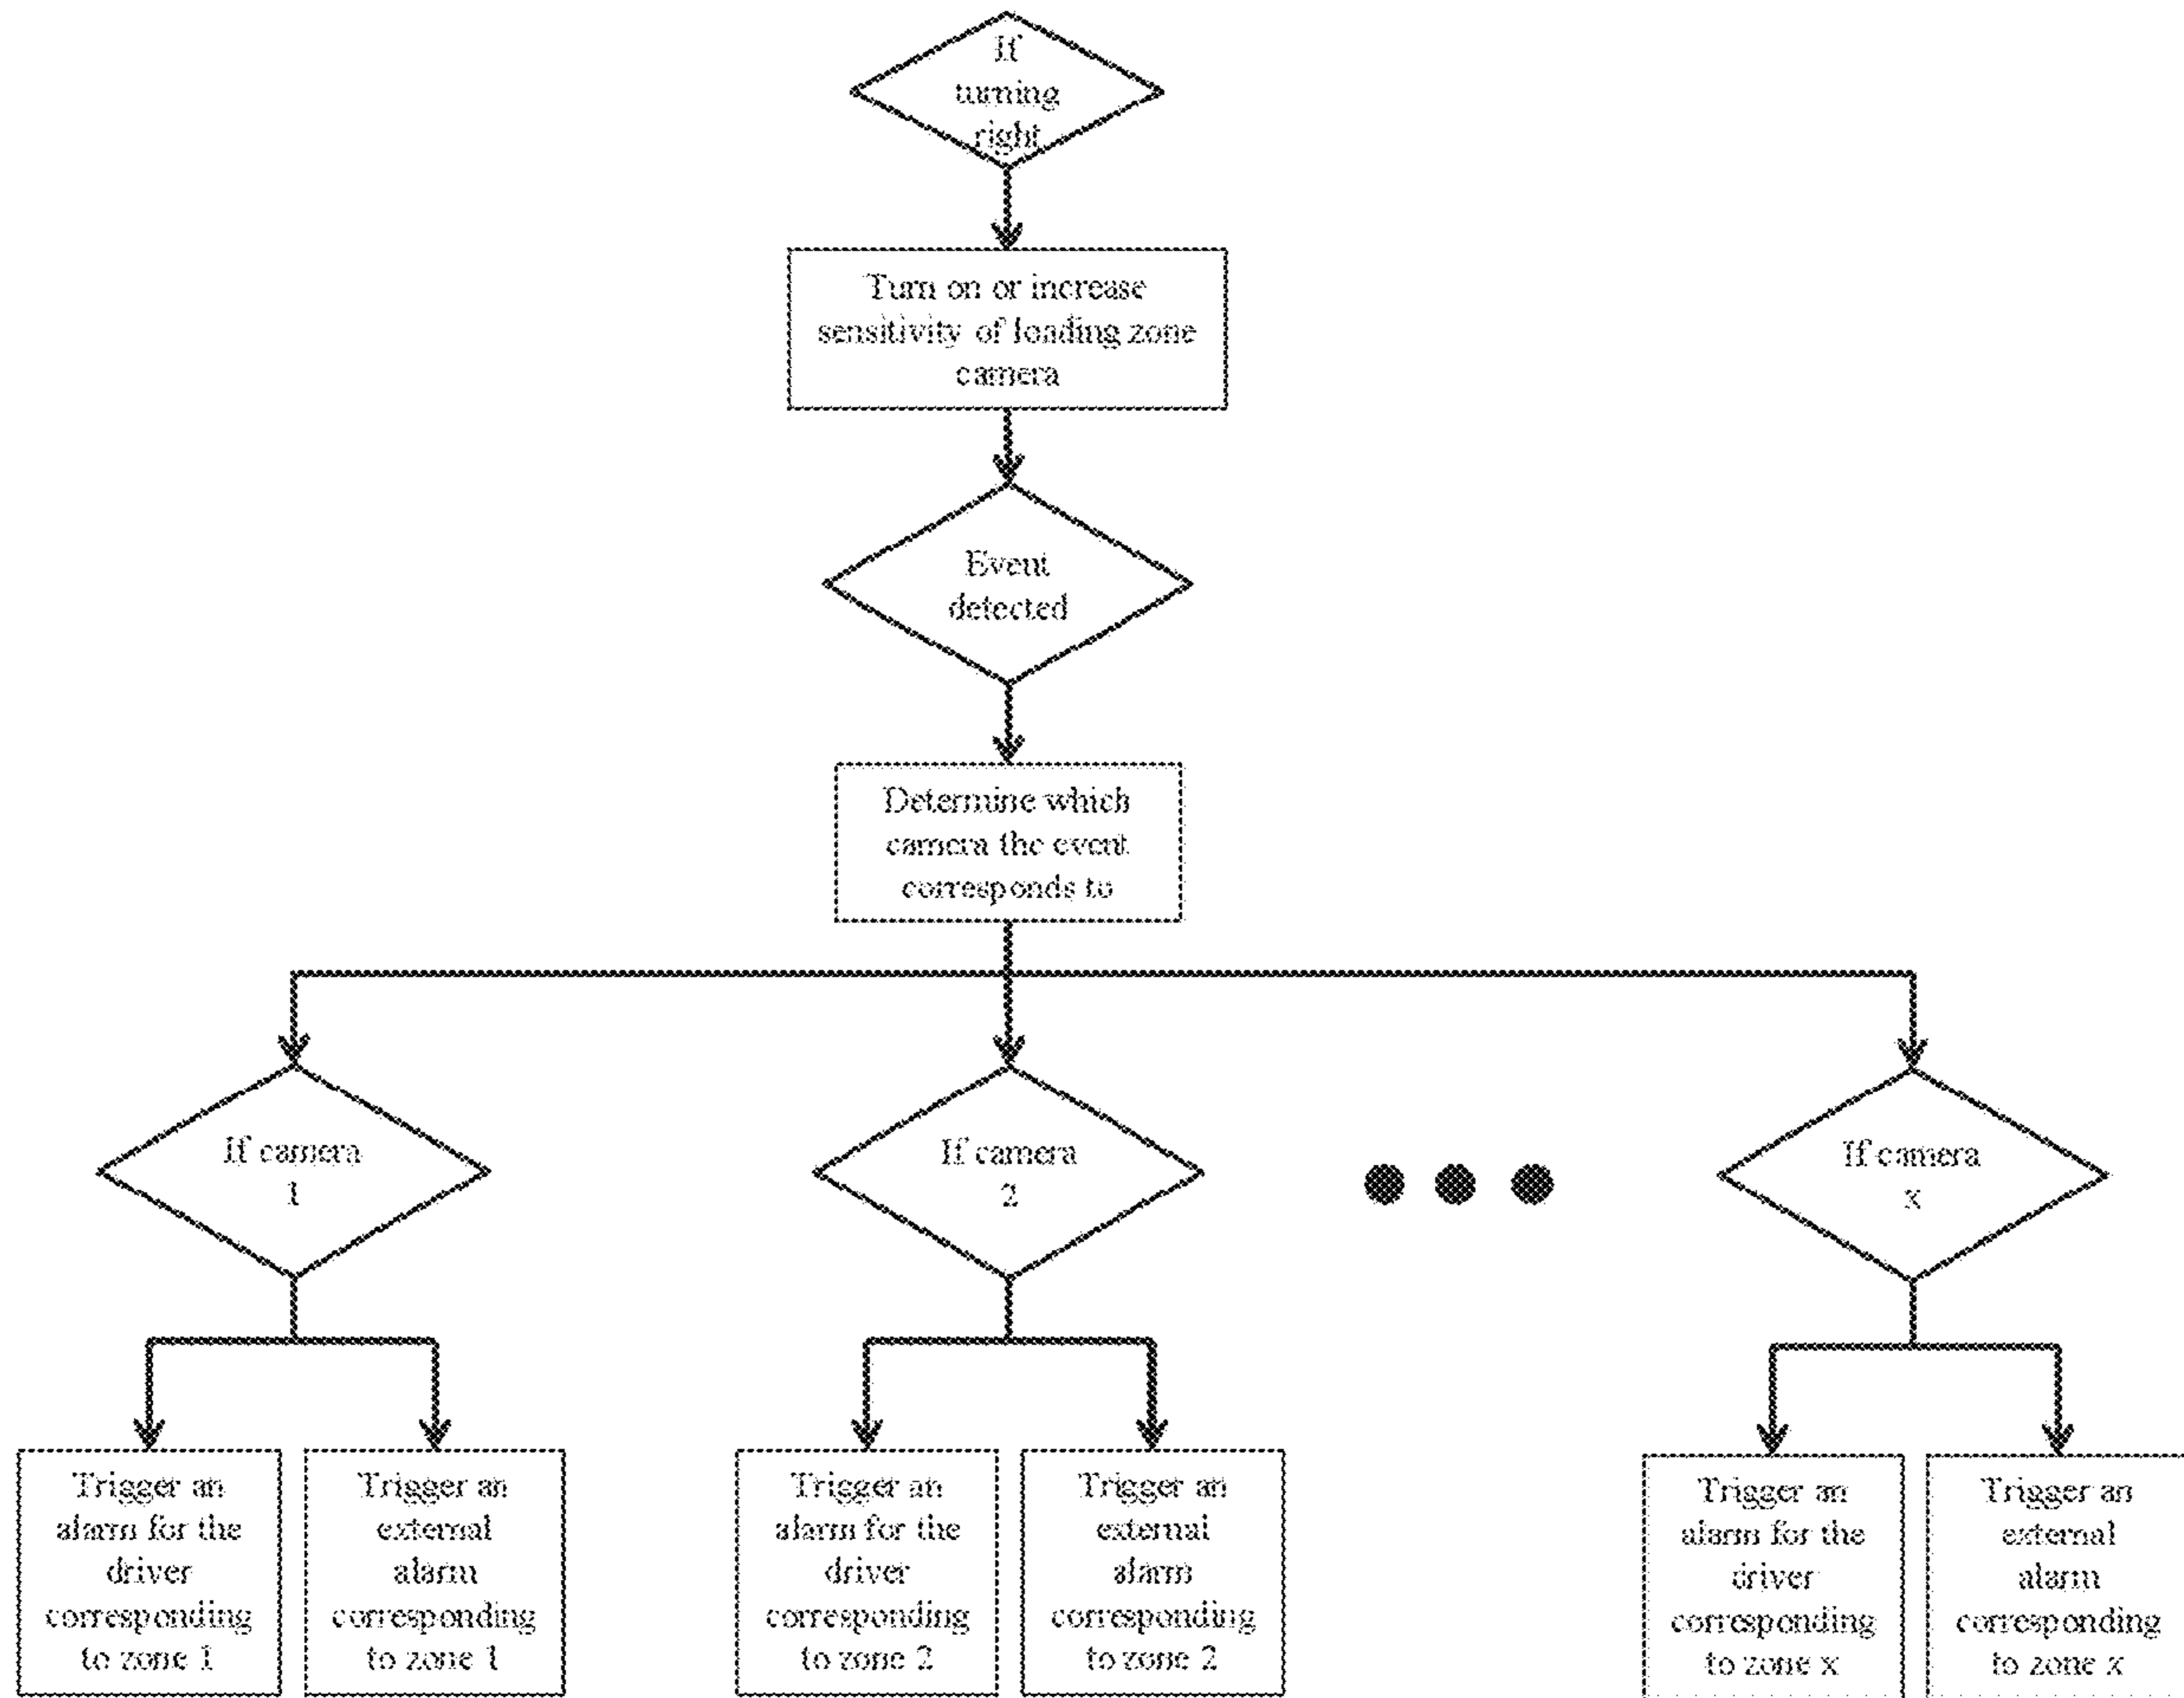 If
turning
right
Turn on or increase
sensitivity of loading zone
camera
Event
detected
Determine which
camera the event
corresponds to
If camera
1
If camera
2
If camera
x
Trigger an
alarm for the
driver
corresponding
to zone 1
Trigger an
external
alarm
corresponding
to zone 1
Trigger an
alarm for the
driver
corresponding
to zone 2
Trigger an
external
alarm
corresponding
to zone 2
Trigger an
alarm for the
driver
corresponding
to zone x
Trigger an
external
alarm
corresponding
to zone x